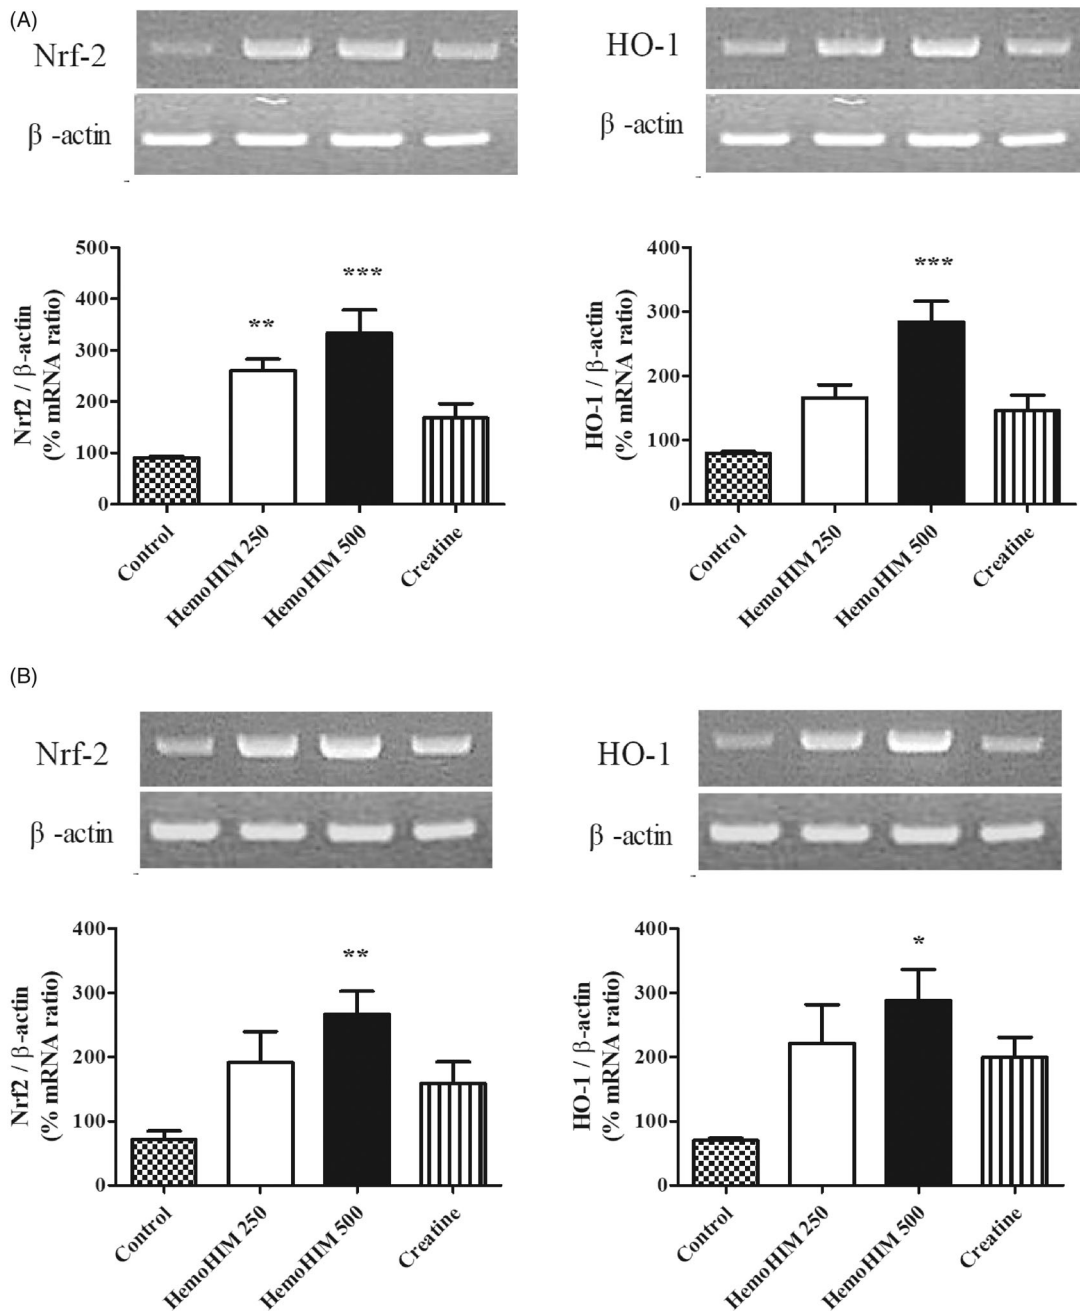 (A)
Nrf-2
β -actin
HO-1
β -actin
Nrf2 / β-actin
(% mRNA ratio)
500
400
300
200
100
0
**
***
Control
HemoHIM 250
HemoHIM 500
Creatine
HO-1 / β-actin
(% mRNA ratio)
400
300
200
100
0
***
Control
HemoHIM 250
HemoHIM 500
Creatine
(B)
Nrf-2
β -actin
HO-1
β -actin
Nrf2 / β-actin
(% mRNA ratio)
400
300
200
100
0
**
Control
HemoHIM 250
HemoHIM 500
Creatine
HO-1 / β-actin
(% mRNA ratio)
400
300
200
100
0
*
Control
HemoHIM 250
HemoHIM 500
Creatine